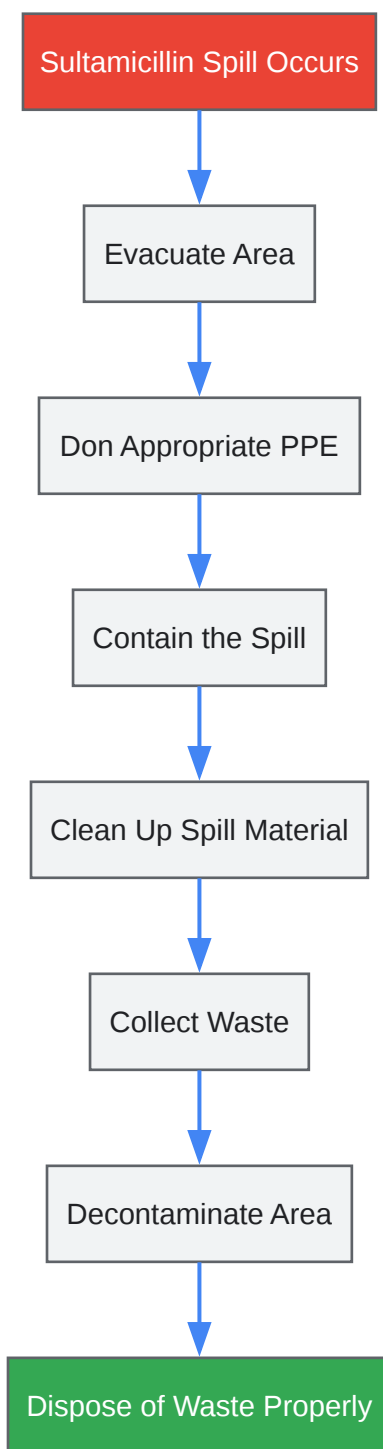 Sultamicillin Spill Occurs
Evacuate Area
Don Appropriate PPE
Contain the Spill
Clean Up Spill Material
Collect Waste
Decontaminate Area
Dispose of Waste Properly